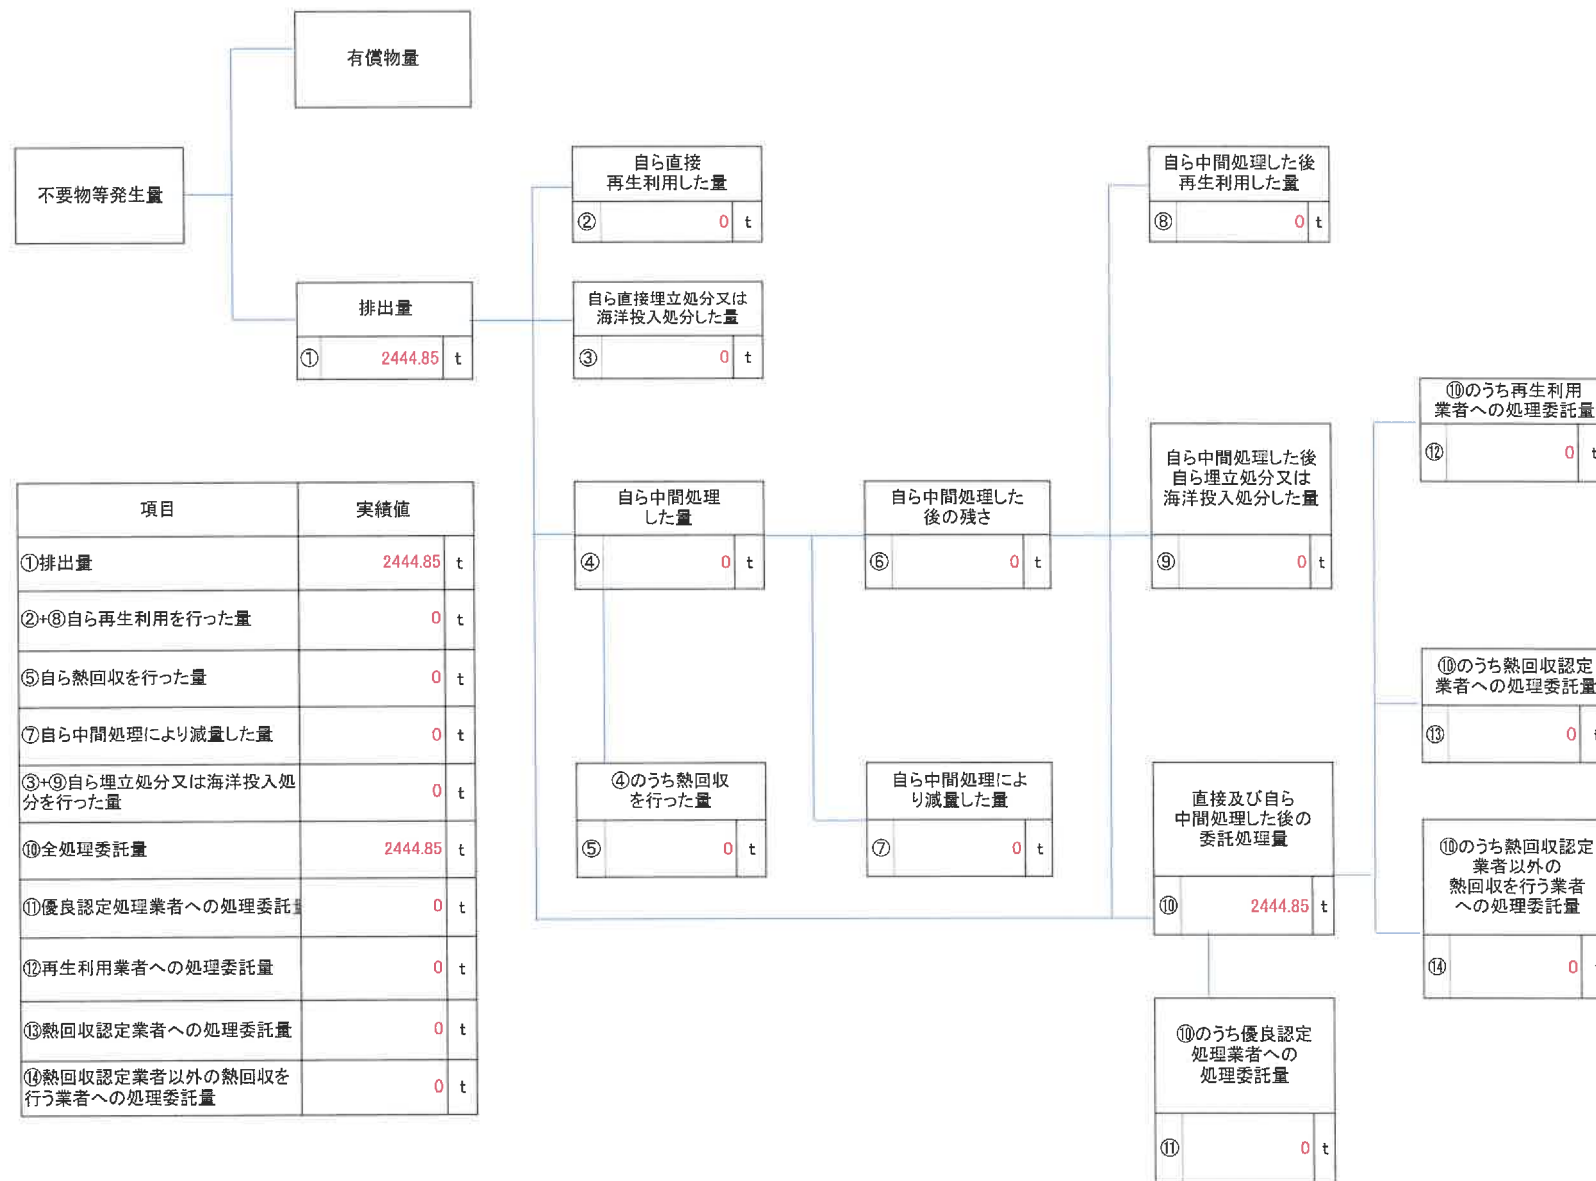 有償物量
不要物等発生量
排出量
① 2444.85 t
自ら直接
再生利用した量
② 0 t
自ら直接埋立処分又は
海洋投入処分した量
③ 0 t
自ら中間処理
した量
④ 0 t
④のうち熱回収
を行った量
⑤ 0 t
自ら中間処理した
後の残さ
⑥ 0 t
自ら中間処理によ
り減量した量
⑦ 0 t
自ら中間処理した後
再生利用した量
⑧ 0 t
自ら中間処理した後
自ら埋立処分又は
海洋投入処分した量
⑨ 0 t
直接及び自ら
中間処理した後の
委託処理量
⑩ 2444.85 t
⑩のうち優良認定
処理業者への
処理委託量
⑪ 0 t
⑩のうち再生利用
業者への処理委託量
⑫ 0 t
⑩のうち熱回収認定
業者への処理委託量
⑬ 0
⑩のうち熱回収認定
業者以外の
熱回収を行う業者
への処理委託量
⑭ 0
項目 実績値
①排出量 2444.85 t
②+⑧自ら再生利用を行った量 0 t
⑤自ら熱回収を行った量 0 t
⑦自ら中間処理により減量した量 0 t
③+⑨自ら埋立処分又は海洋投入処
分を行った量 0 t
⑩全処理委託量 2444.85 t
⑪優良認定処理業者への処理委託 0 t
⑫再生利用業者への処理委託量 0 t
⑬熱回収認定業者への処理委託量 0 t
⑭熱回収認定業者以外の熱回収を
行う業者への処理委託量 0 t